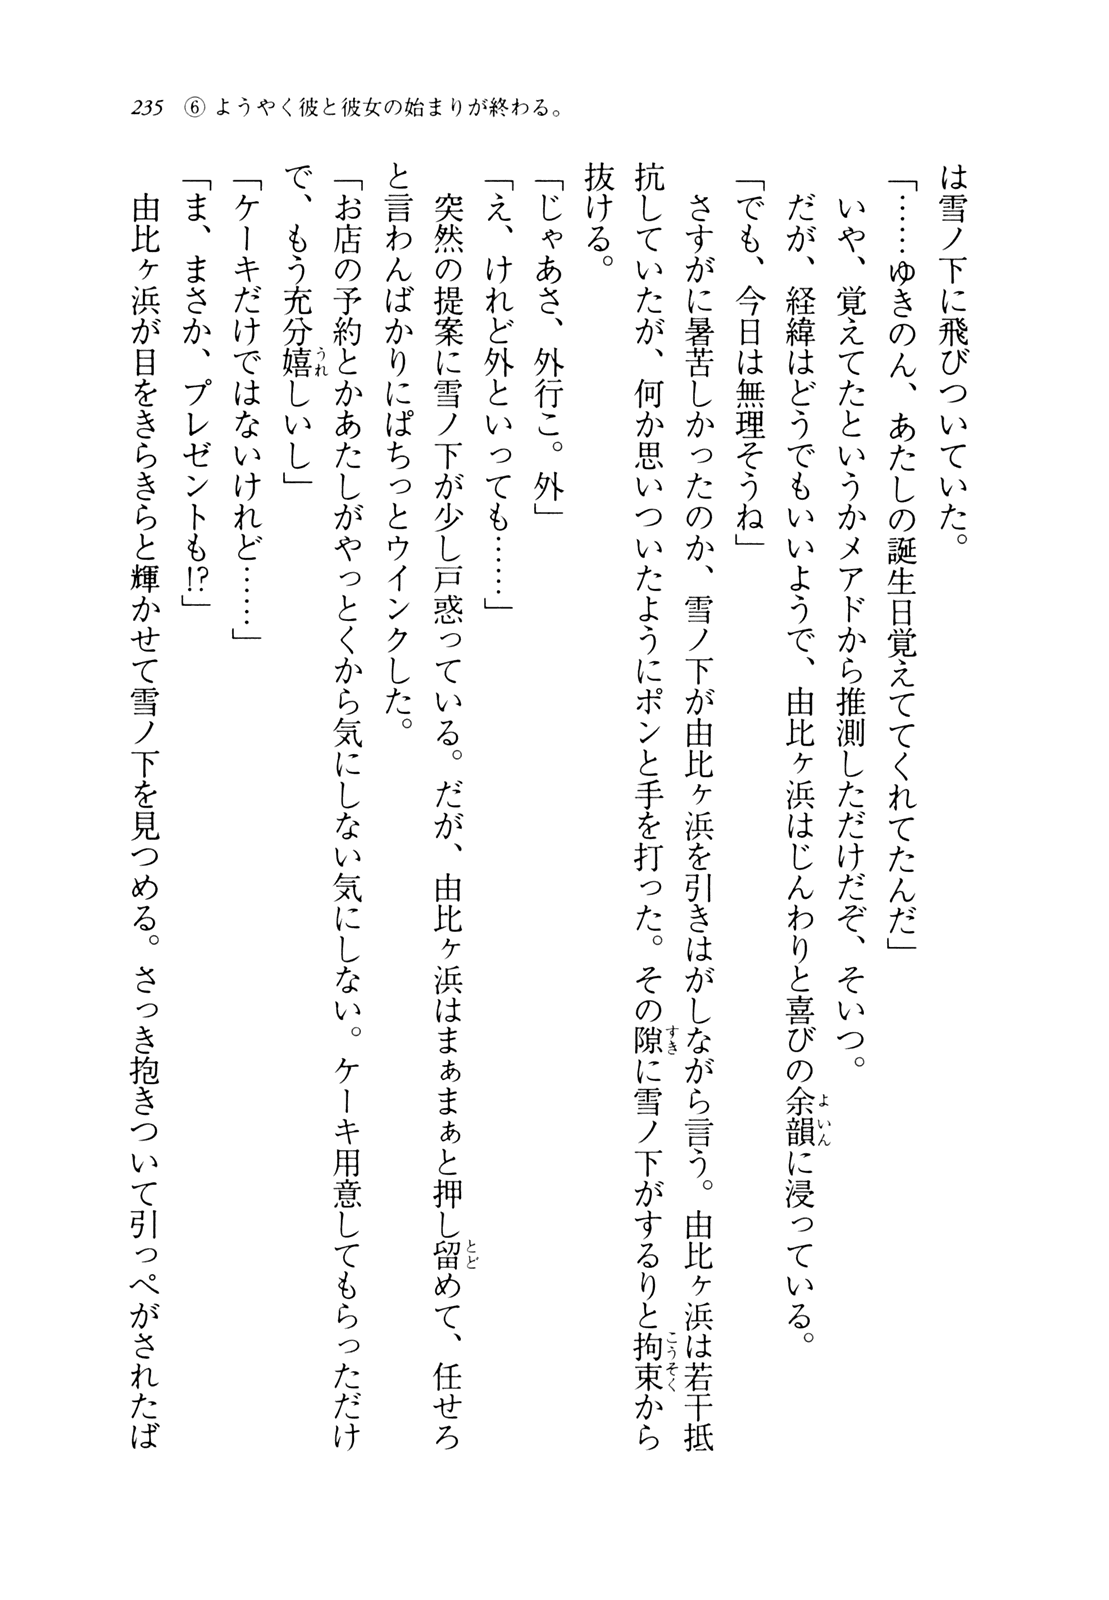 235 ⑥ ようやく彼と彼女の始まりが終わる。
は雪ノ下に飛びついていた。
「……ゆきのん、あたしの誕生日覚えててくれてたんだ」
いや、覚えてたというかメアドから推測しただけだぞ、そいつ。
だが、経緯はどうでもいいようで、由比ヶ浜はじんわりと喜びの余韻に浸っている。
「でも、今日は無理そうね」
さすがに暑苦しかったのか、雪ノ下が由比ヶ浜を引きはがしながら言う。由比ヶ浜は若干抵
抗していたが、何か思いついたようにポンと手を打った。その隙に雪ノ下がするりと拘束から
抜ける。
「じゃあさ、外行こ。外」
「え、けれど外といっても……」
突然の提案に雪ノ下が少し戸惑っている。だが、由比ヶ浜はまぁまぁと押し留めて、任せろ
と言わんばかりにぱちっとウインクした。
「お店の予約とかあたしがやっとくから気にしない気にしない。ケーキ用意してもらっただけ
で、もう充分嬉しいし」
「ケーキだけではないけれど……」
「ま、まさか、プレゼントも!?」
由比ヶ浜が目をきらきらと輝かせて雪ノ下を見つめる。さっき抱きついて引っぺがされたば